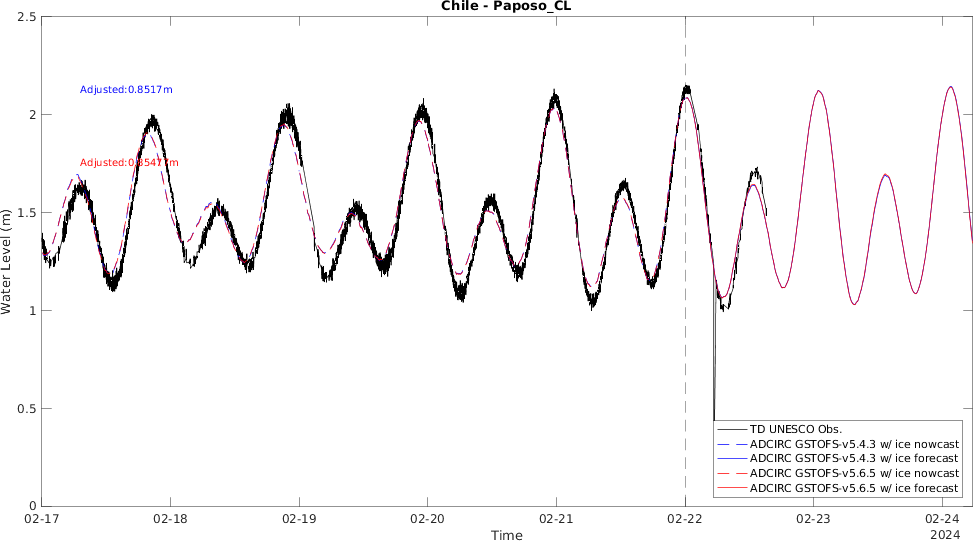 Chile - Paposo_CL
2.5
Adjusted:0.8517m
2
Adjusted:0.8547m
1.5
Water Level (m)
1
0.5
TD UNESCO Obs.
ADCIRC GSTOFS-v5.4.3 w/ ice nowcast
ADCIRC GSTOFS-v5.4.3 w/ ice forecast
ADCIRC GSTOFS-v5.6.5 w/ ice nowcast
ADCIRC GSTOFS-v5.6.5 w/ ice forecast
0
02-17 02-18 02-19 02-20 02-21 02-22 02-23 02-24
Time 2024